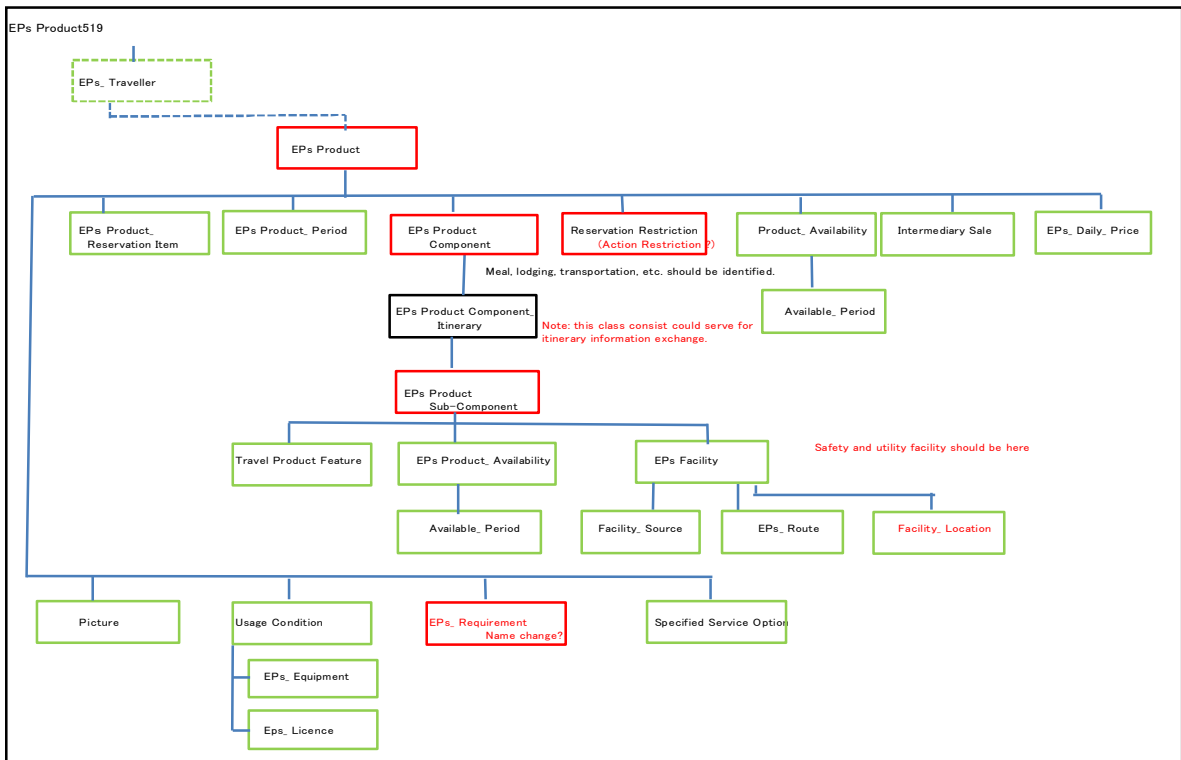 EPs Product519
EPs_ Traveller
EPs Product
EPs Product_
Reservation Item
EPs Product_ Period
EPs Product
Component
Reservation Restriction
(Action Restriction ?)
Product_ Availability
Intermediary Sale
EPs_ Daily_ Price
Meal, lodging, transportation, etc. should be identified.
EPs Product Component_
Itinerary
Available_ Period
Note: this class consist could serve for
itinerary information exchange.
EPs Product
Sub-Component
Travel Product Feature
EPs Product_ Availability
EPs Facility
Safety and utility facility should be here
Available_ Period
Facility_ Source
EPs_ Route
Facility_ Location
Picture
Usage Condition
EPs_ Requirement
Name change?
Specified Service Option
EPs_ Equipment
Eps_ Licence